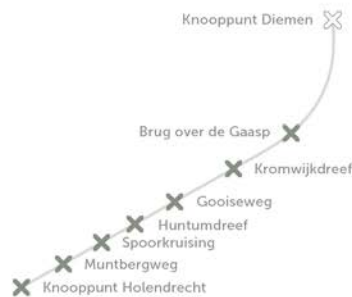 Knooppunt Diemen
Brug over de Gaasp
Kromwijkdreef
Gooiseweg
Huntumdreef
Spoorkruising
Muntbergweg
Knooppunt Holendrecht